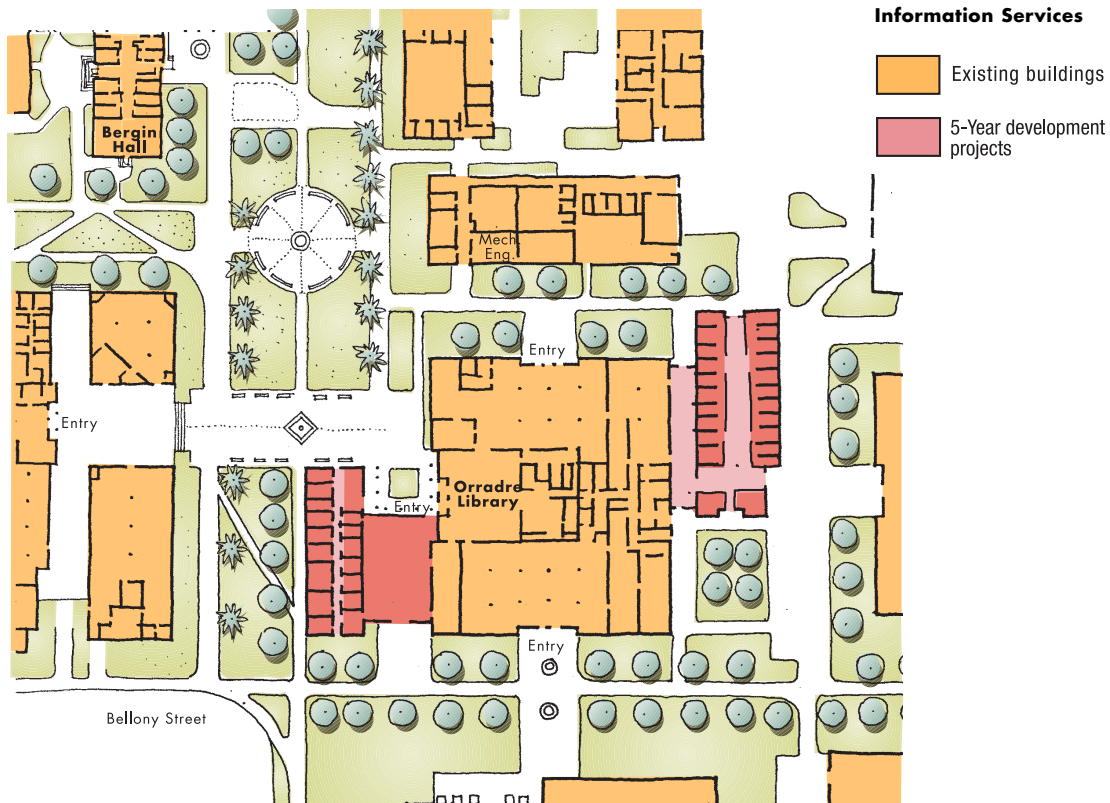 Information Services
Existing buildings
5-Year development
projects
Bergin
Hall
Mech.
Eng.
Entry
Entry
Orradre
Library
Entry
Entry
Bellony Street